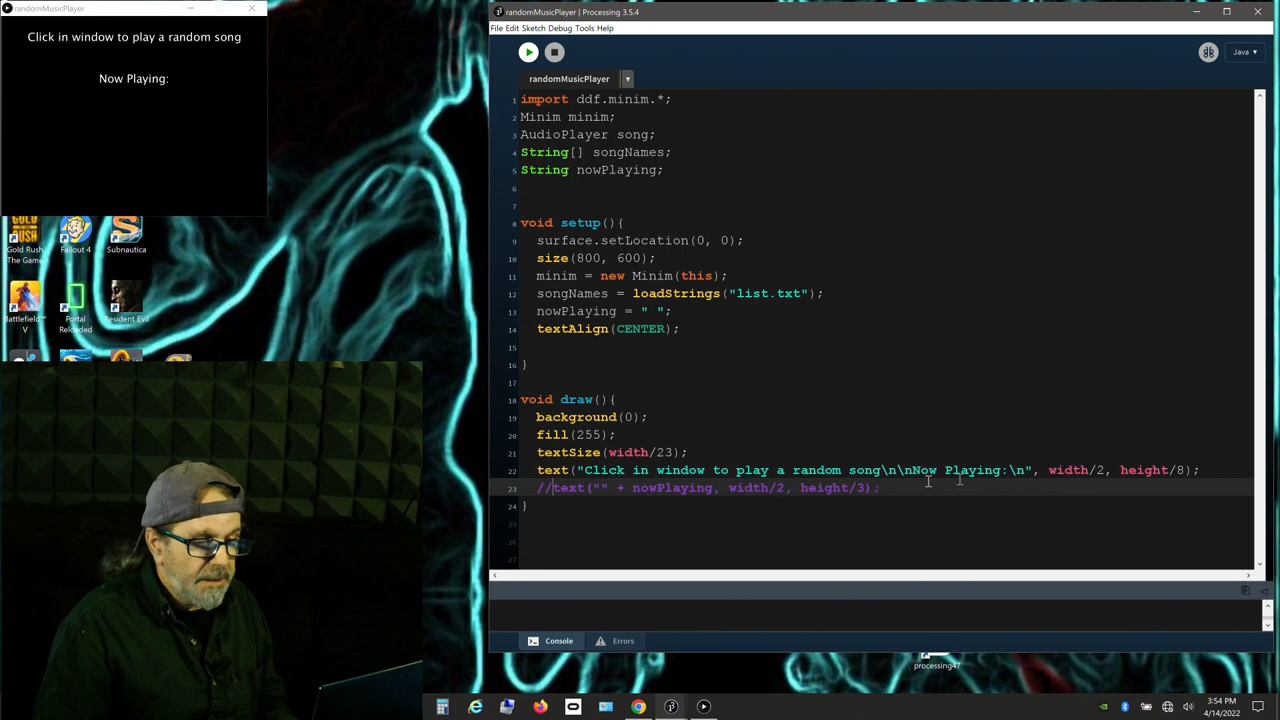 randomMusicPlayer
Click in window to play a random song
Now Playing:
Gold Rush
The Game
Fallout 4
Subnautica
Battlefield™
V
Portal
Reloaded
Resident Evil
randomMusicPlayer | Processing 3.5.4
File Edit Sketch Debug Tools Help
Java ▾
randomMusicPlayer
1 import ddf.minim.*;
2 Minim minim;
3 AudioPlayer song;
4 String[] songNames;
5 String nowPlaying;
6
7
8 void setup(){
9 surface.setLocation(0, 0);
10 size(800, 600);
11 minim = new Minim(this);
12 songNames = loadStrings("list.txt");
13 nowPlaying = " ";
14 textAlign(CENTER);
15
16 }
17
18 void draw(){
19 background(0);
20 fill(255);
21 textSize(width/23);
22 text("Click in window to play a random song\n\nNow Playing:\n", width/2, height/8);
23 //text("" + nowPlaying, width/2, height/3);
24 }
25
26
27
Console
Errors
processing47
3:54 PM
4/14/2022